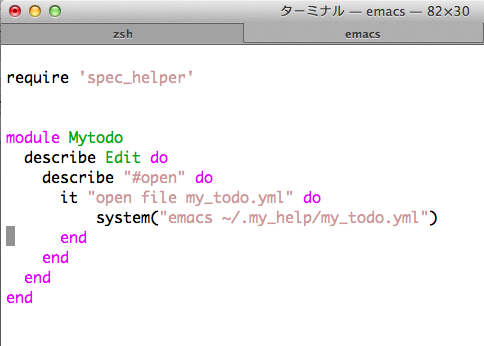 ターミナル — emacs — 82×30
zsh
emacs
require 'spec_helper'
module Mytodo
  describe Edit do
    describe "#open" do
      it "open file my_todo.yml" do
          system("emacs ~/.my_help/my_todo.yml")
      end
    end
  end
end